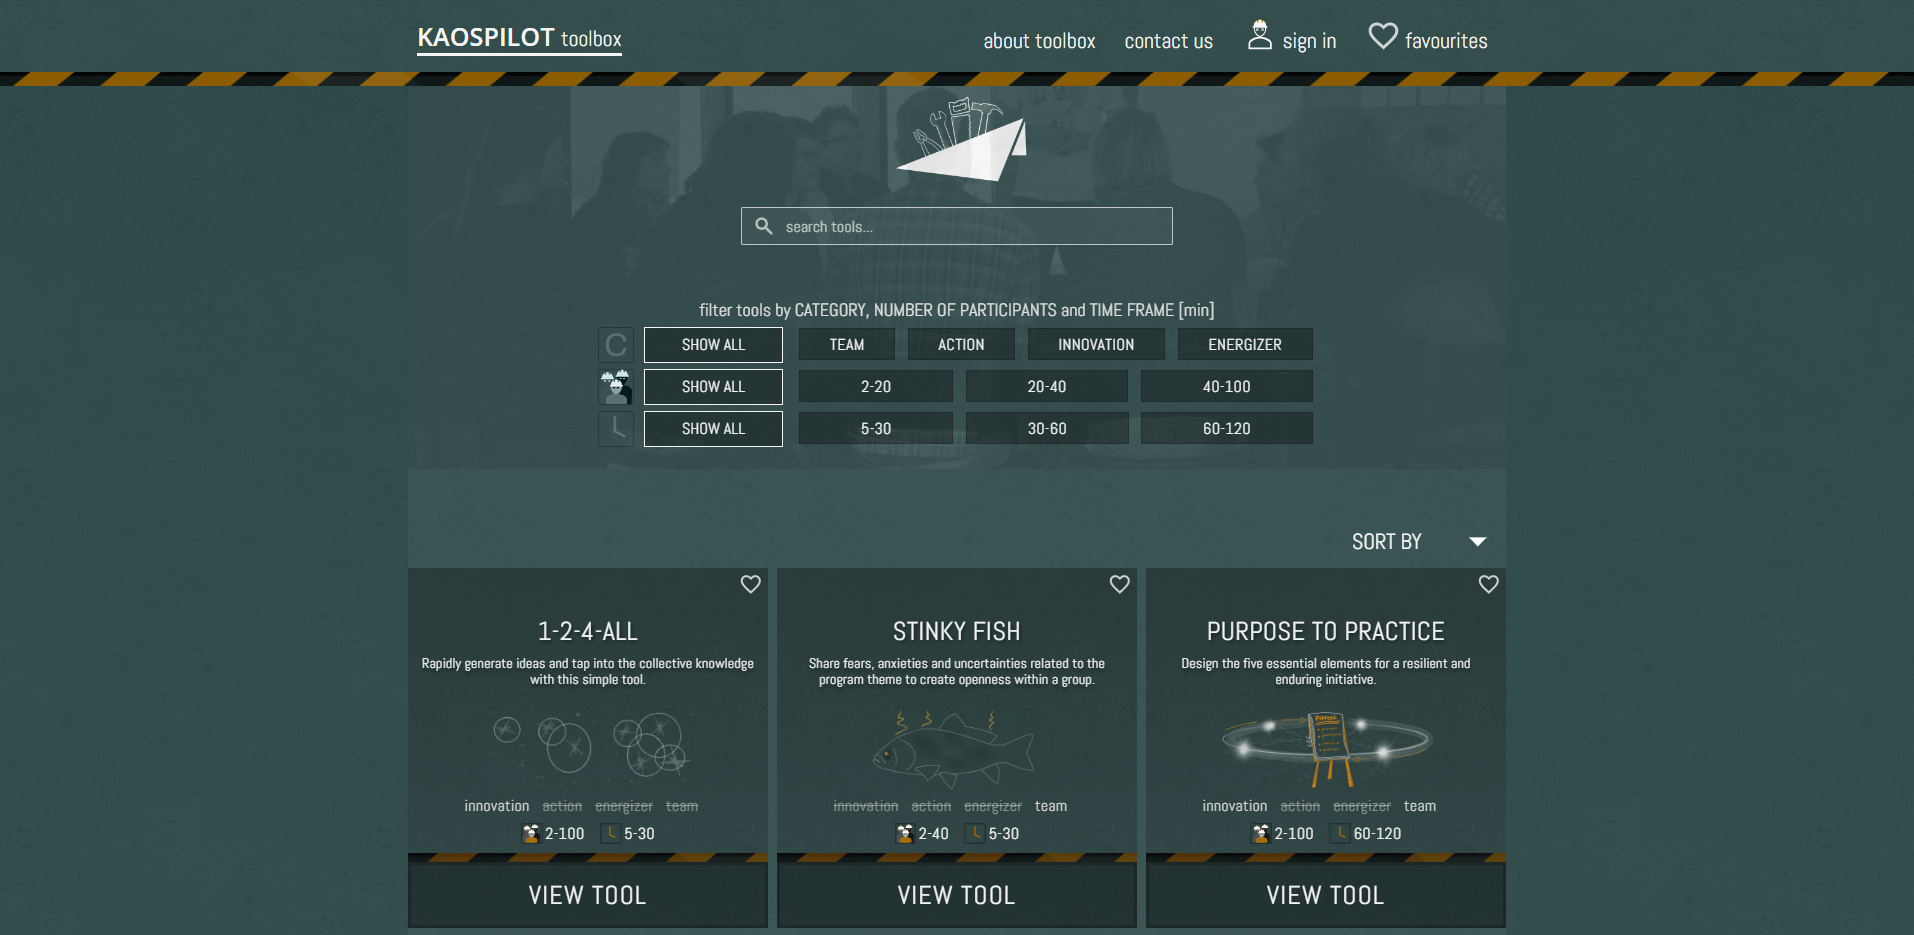 KAOSPILOT toolbox
about toolbox contact us sign in favourites
search tools...
filter tools by CATEGORY, NUMBER OF PARTICIPANTS and TIME FRAME [min]
C SHOW ALL TEAM ACTION INNOVATION ENERGIZER
SHOW ALL 2-20 20-40 40-100
SHOW ALL 5-30 30-60 60-120
SORT BY
1-2-4-ALL
Rapidly generate ideas and tap into the collective knowledge
with this simple tool.
innovation action energizer team
2-100 5-30
VIEW TOOL
STINKY FISH
Share fears, anxieties and uncertainties related to the
program theme to create openness within a group.
innovation action energizer team
2-40 5-30
VIEW TOOL
PURPOSE TO PRACTICE
Design the five essential elements for a resilient and
enduring initiative.
PURPOSE
innovation action energizer team
2-100 60-120
VIEW TOOL